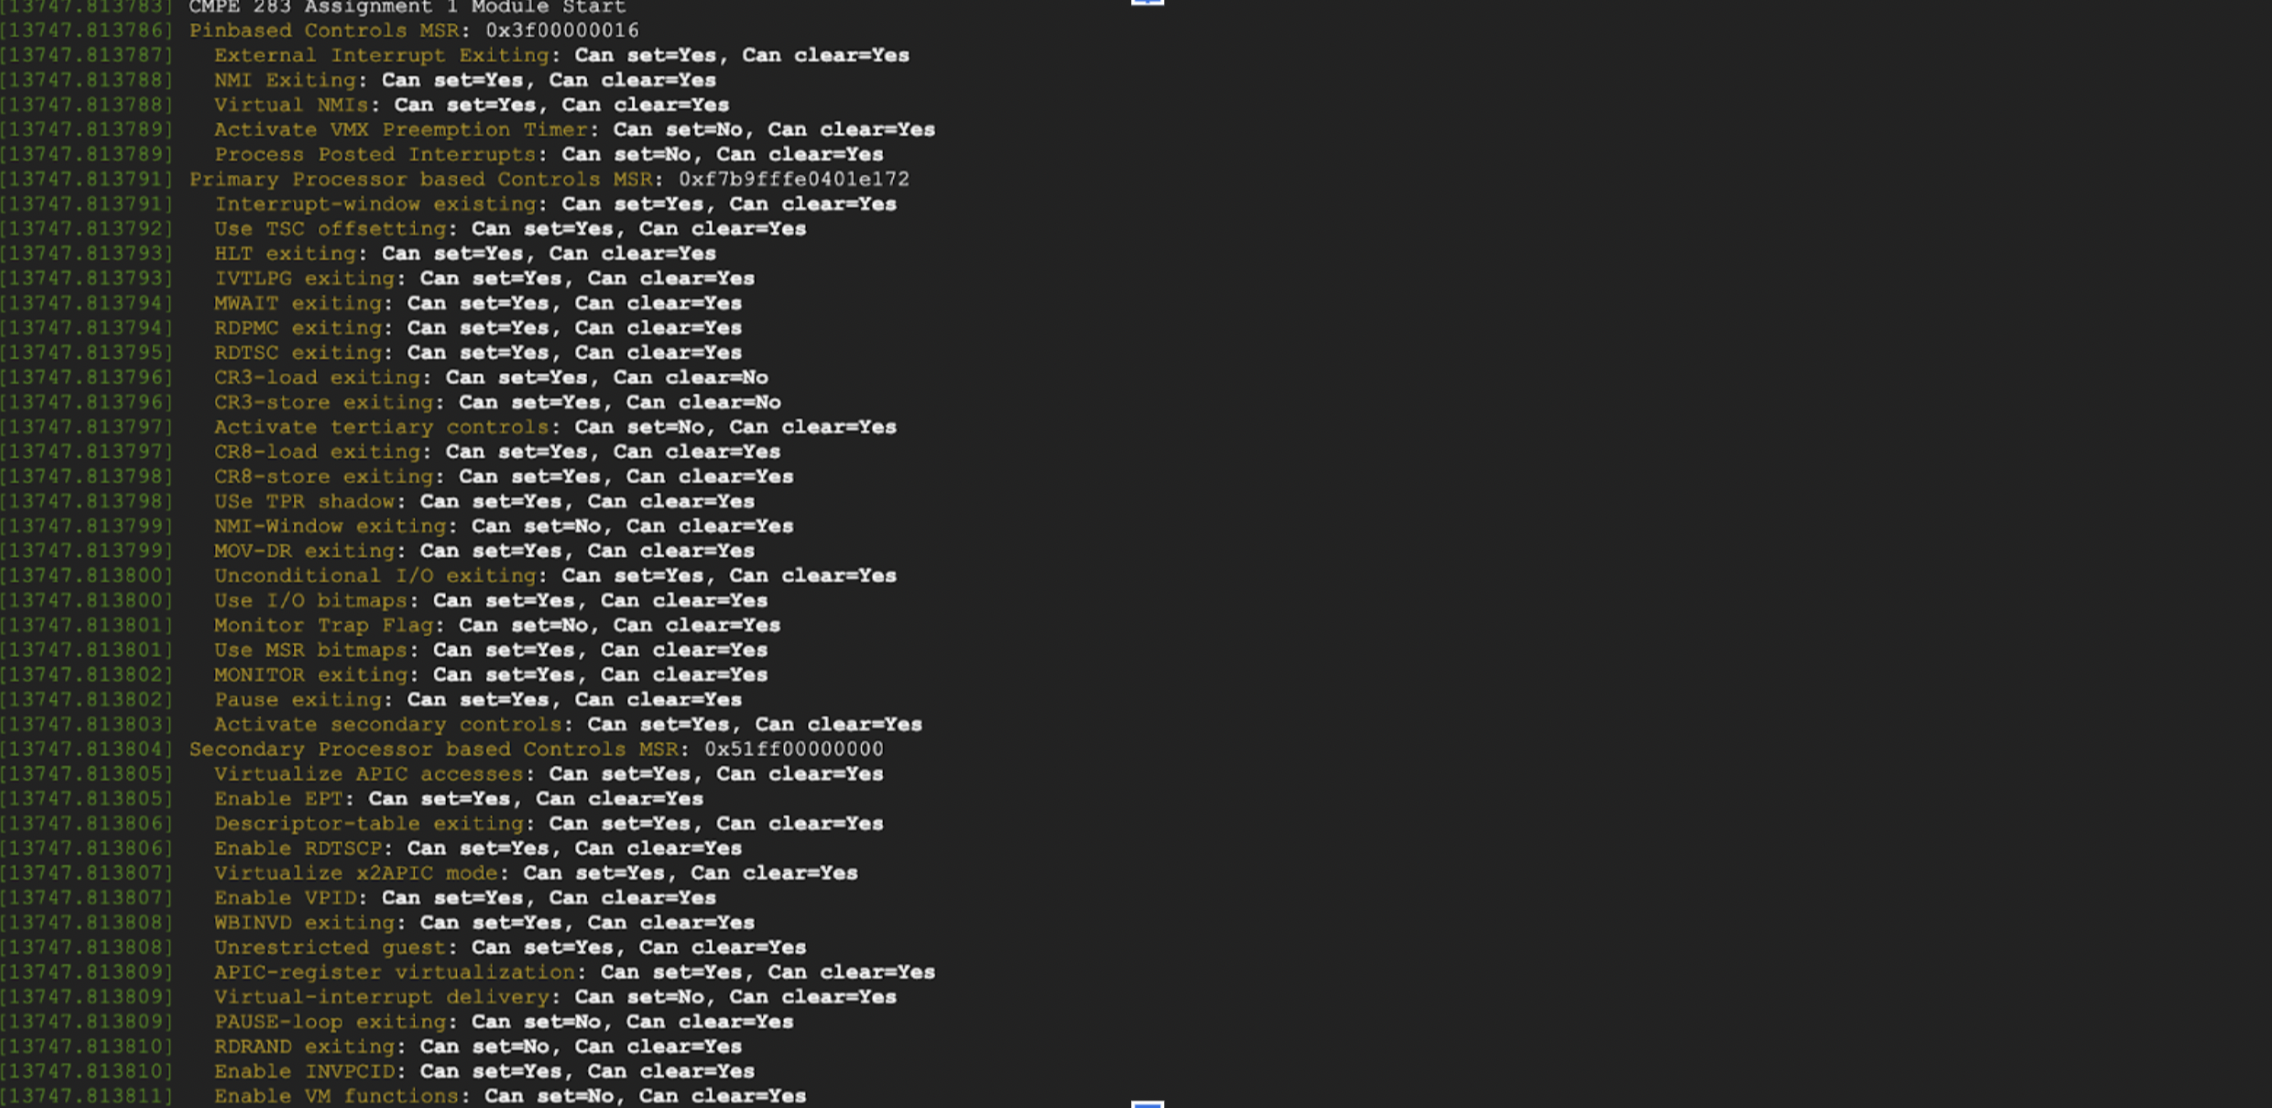 [13747.813783] CMPE 283 Assignment 1 Module Start
[13747.813786] Pinbased Controls MSR: 0x3f00000016
[13747.813787]   External Interrupt Exiting: Can set=Yes, Can clear=Yes
[13747.813788]   NMI Exiting: Can set=Yes, Can clear=Yes
[13747.813788]   Virtual NMIs: Can set=Yes, Can clear=Yes
[13747.813789]   Activate VMX Preemption Timer: Can set=No, Can clear=Yes
[13747.813789]   Process Posted Interrupts: Can set=No, Can clear=Yes
[13747.813791] Primary Processor based Controls MSR: 0xf7b9fffe0401e172
[13747.813791]   Interrupt-window existing: Can set=Yes, Can clear=Yes
[13747.813792]   Use TSC offsetting: Can set=Yes, Can clear=Yes
[13747.813793]   HLT exiting: Can set=Yes, Can clear=Yes
[13747.813793]   IVTLPG exiting: Can set=Yes, Can clear=Yes
[13747.813794]   MWAIT exiting: Can set=Yes, Can clear=Yes
[13747.813794]   RDPMC exiting: Can set=Yes, Can clear=Yes
[13747.813795]   RDTSC exiting: Can set=Yes, Can clear=Yes
[13747.813796]   CR3-load exiting: Can set=Yes, Can clear=No
[13747.813796]   CR3-store exiting: Can set=Yes, Can clear=No
[13747.813797]   Activate tertiary controls: Can set=No, Can clear=Yes
[13747.813797]   CR8-load exiting: Can set=Yes, Can clear=Yes
[13747.813798]   CR8-store exiting: Can set=Yes, Can clear=Yes
[13747.813798]   USe TPR shadow: Can set=Yes, Can clear=Yes
[13747.813799]   NMI-Window exiting: Can set=No, Can clear=Yes
[13747.813799]   MOV-DR exiting: Can set=Yes, Can clear=Yes
[13747.813800]   Unconditional I/O exiting: Can set=Yes, Can clear=Yes
[13747.813800]   Use I/O bitmaps: Can set=Yes, Can clear=Yes
[13747.813801]   Monitor Trap Flag: Can set=No, Can clear=Yes
[13747.813801]   Use MSR bitmaps: Can set=Yes, Can clear=Yes
[13747.813802]   MONITOR exiting: Can set=Yes, Can clear=Yes
[13747.813802]   Pause exiting: Can set=Yes, Can clear=Yes
[13747.813803]   Activate secondary controls: Can set=Yes, Can clear=Yes
[13747.813804] Secondary Processor based Controls MSR: 0x51ff00000000
[13747.813805]   Virtualize APIC accesses: Can set=Yes, Can clear=Yes
[13747.813805]   Enable EPT: Can set=Yes, Can clear=Yes
[13747.813806]   Descriptor-table exiting: Can set=Yes, Can clear=Yes
[13747.813806]   Enable RDTSCP: Can set=Yes, Can clear=Yes
[13747.813807]   Virtualize x2APIC mode: Can set=Yes, Can clear=Yes
[13747.813807]   Enable VPID: Can set=Yes, Can clear=Yes
[13747.813808]   WBINVD exiting: Can set=Yes, Can clear=Yes
[13747.813808]   Unrestricted guest: Can set=Yes, Can clear=Yes
[13747.813809]   APIC-register virtualization: Can set=Yes, Can clear=Yes
[13747.813809]   Virtual-interrupt delivery: Can set=No, Can clear=Yes
[13747.813809]   PAUSE-loop exiting: Can set=No, Can clear=Yes
[13747.813810]   RDRAND exiting: Can set=No, Can clear=Yes
[13747.813810]   Enable INVPCID: Can set=Yes, Can clear=Yes
[13747.813811]   Enable VM functions: Can set=No, Can clear=Yes